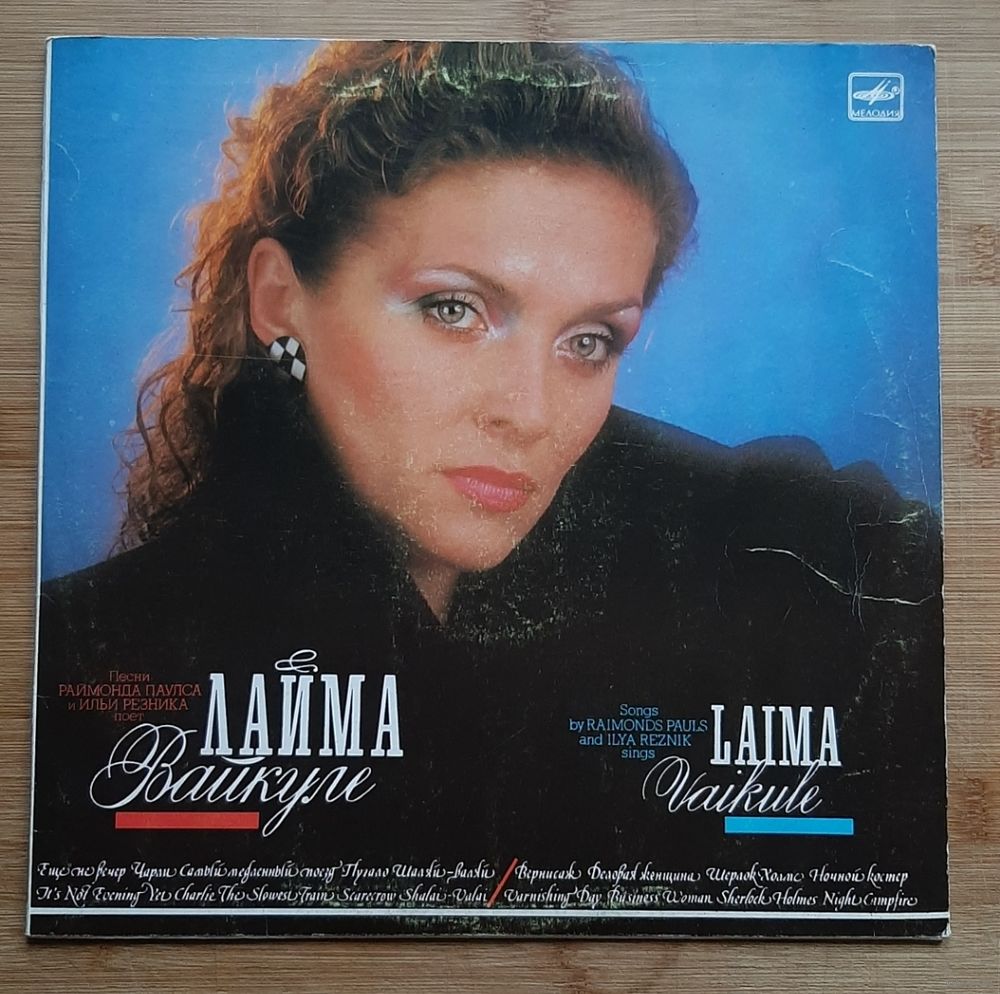 МЕЛОДИЯ
Песни
РАЙМОНДА ПАУЛСА
и ИЛЬИ РЕЗНИКА
поет
ЛАЙМА
Вайкуле
Songs
by RAIMONDS PAULS
and ILYA REZNIK
sings
LAIMA
Vaikule
Еще не вечер Чарли Самый медленный поезд Пугало Шаляй-валяй / Вернисаж Деловая женщина Шерлок Холмс Ночной костер
It's Not Evening Yet Charlie The Slowest Train Scarecrow Shalai-Valai / Varnishing Day Business Woman Sherlock Holmes Night Campfire